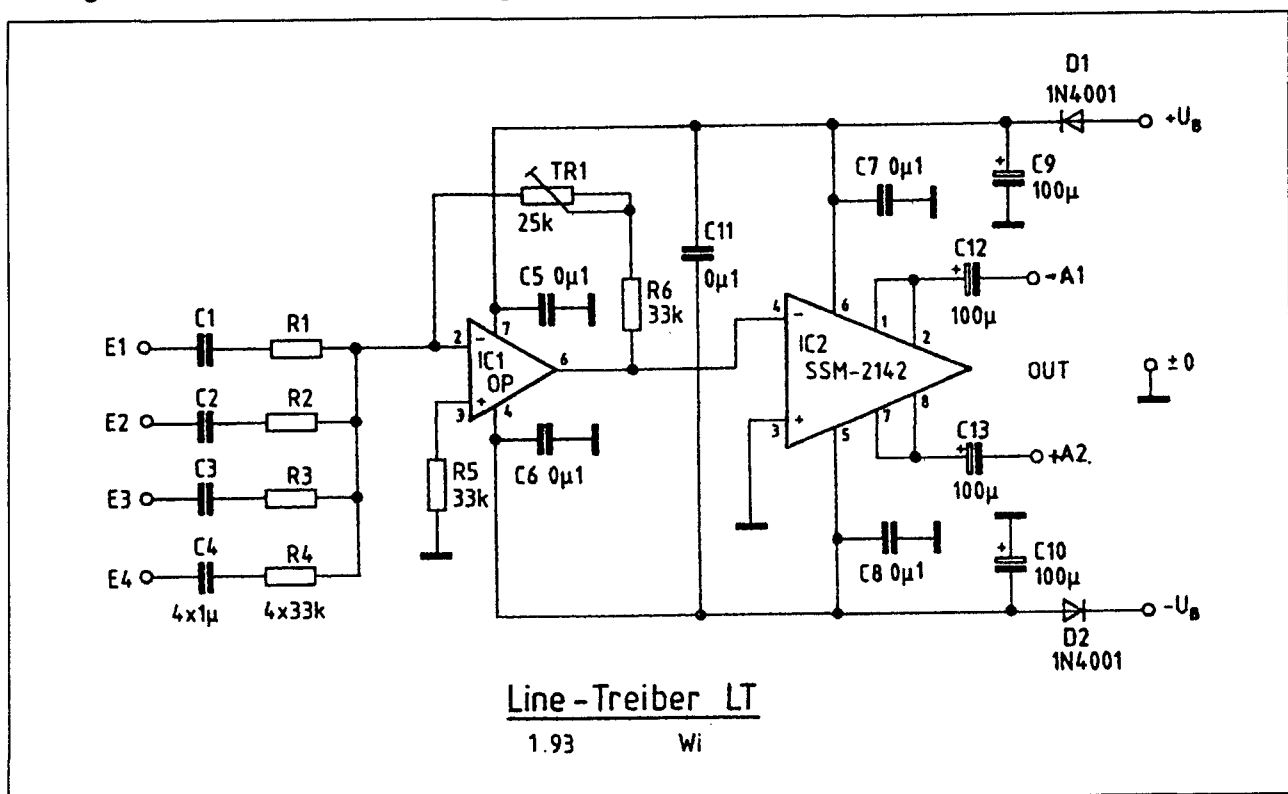 D1
1N4001
+U_B
C9
100µ
TR1
25k
C7 0µ1
C11
0µ1
C12
100µ
-A1
C5 0µ1
R6
33k
C1
R1
E1
2
-
7
IC1
OP
6
3
+
4
4
-
6
IC2
SSM-2142
1
2
3
+
5
7
8
OUT
±0
C2
R2
E2
C3
R3
E3
C4
R4
E4
4x1µ
4x33k
R5
33k
C6 0µ1
C13
100µ
+A2.
C8 0µ1
C10
100µ
-U_B
D2
1N4001
Line-Treiber LT
1.93 Wi